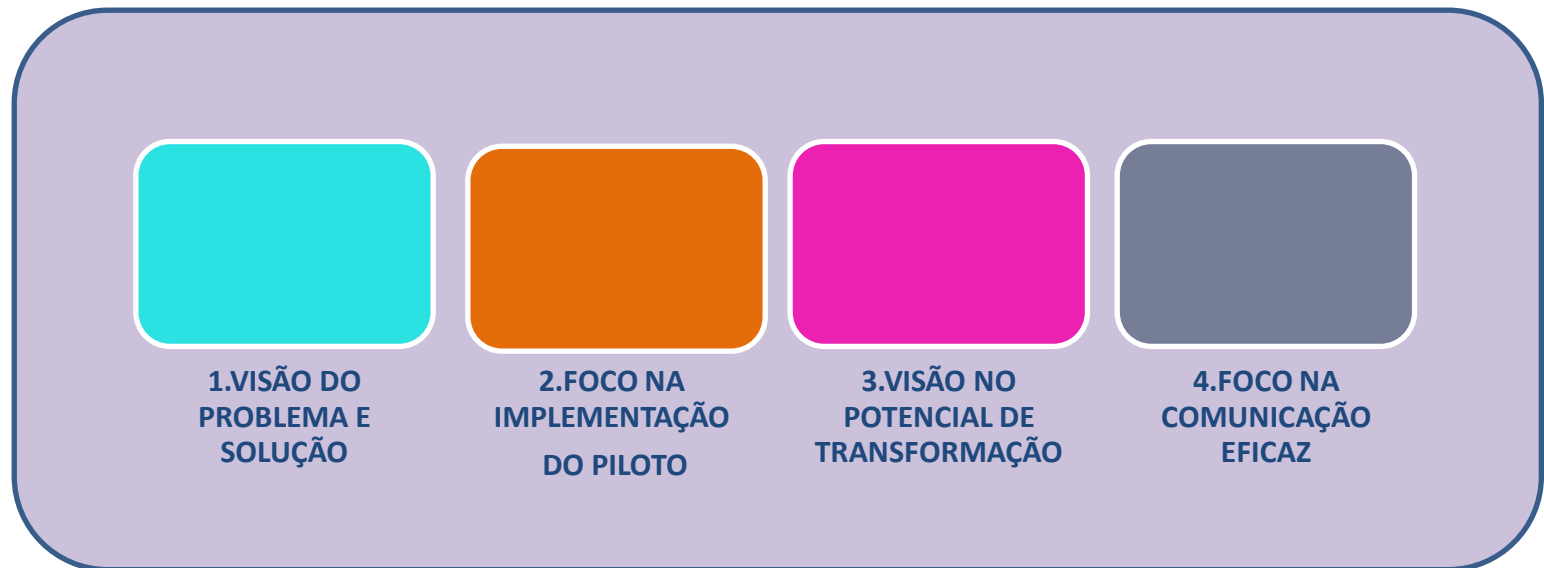 1.VISÃO DO
PROBLEMA E
SOLUÇÃO
2.FOCO NA
IMPLEMENTAÇÃO
DO PILOTO
3.VISÃO NO
POTENCIAL DE
TRANSFORMAÇÃO
4.FOCO NA
COMUNICAÇÃO
EFICAZ